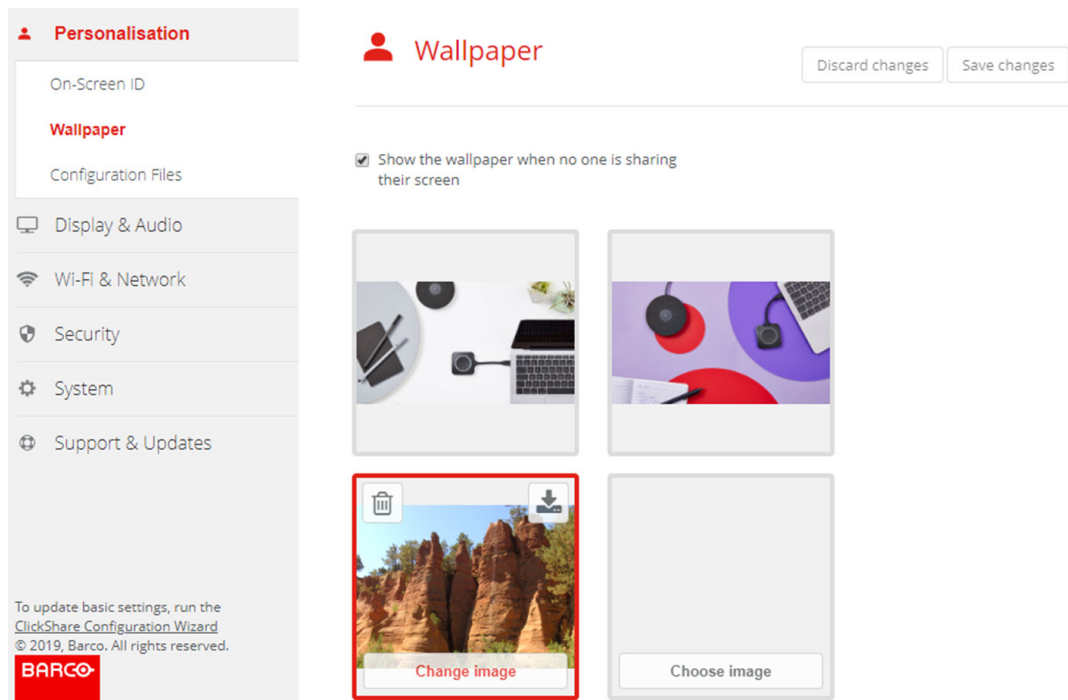 Personalisation
On-Screen ID
Wallpaper
Configuration Files
Display & Audio
Wi-Fi & Network
Security
System
Support & Updates
To update basic settings, run the
ClickShare Configuration Wizard
© 2019, Barco. All rights reserved.
BARCO
Wallpaper
Discard changes
Save changes
Show the wallpaper when no one is sharing
their screen
Change image
Choose image